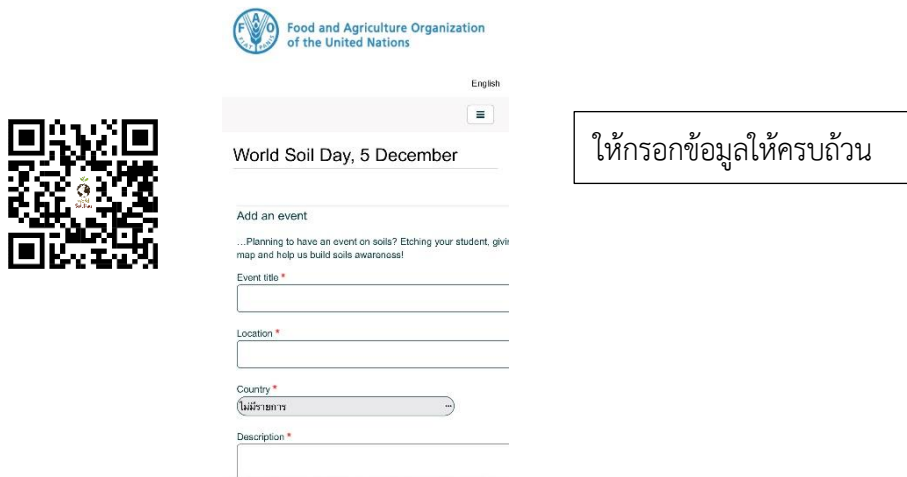 Food and Agriculture Organization
of the United Nations
English
World Soil Day, 5 December
Add an event
...Planning to have an event on soils? Etching your student, givin
map and help us build soils awareness!
Event title *
Location *
Country *
ไม่มีรายการ
Description *
ให้กรอกข้อมูลให้ครบถ้วน